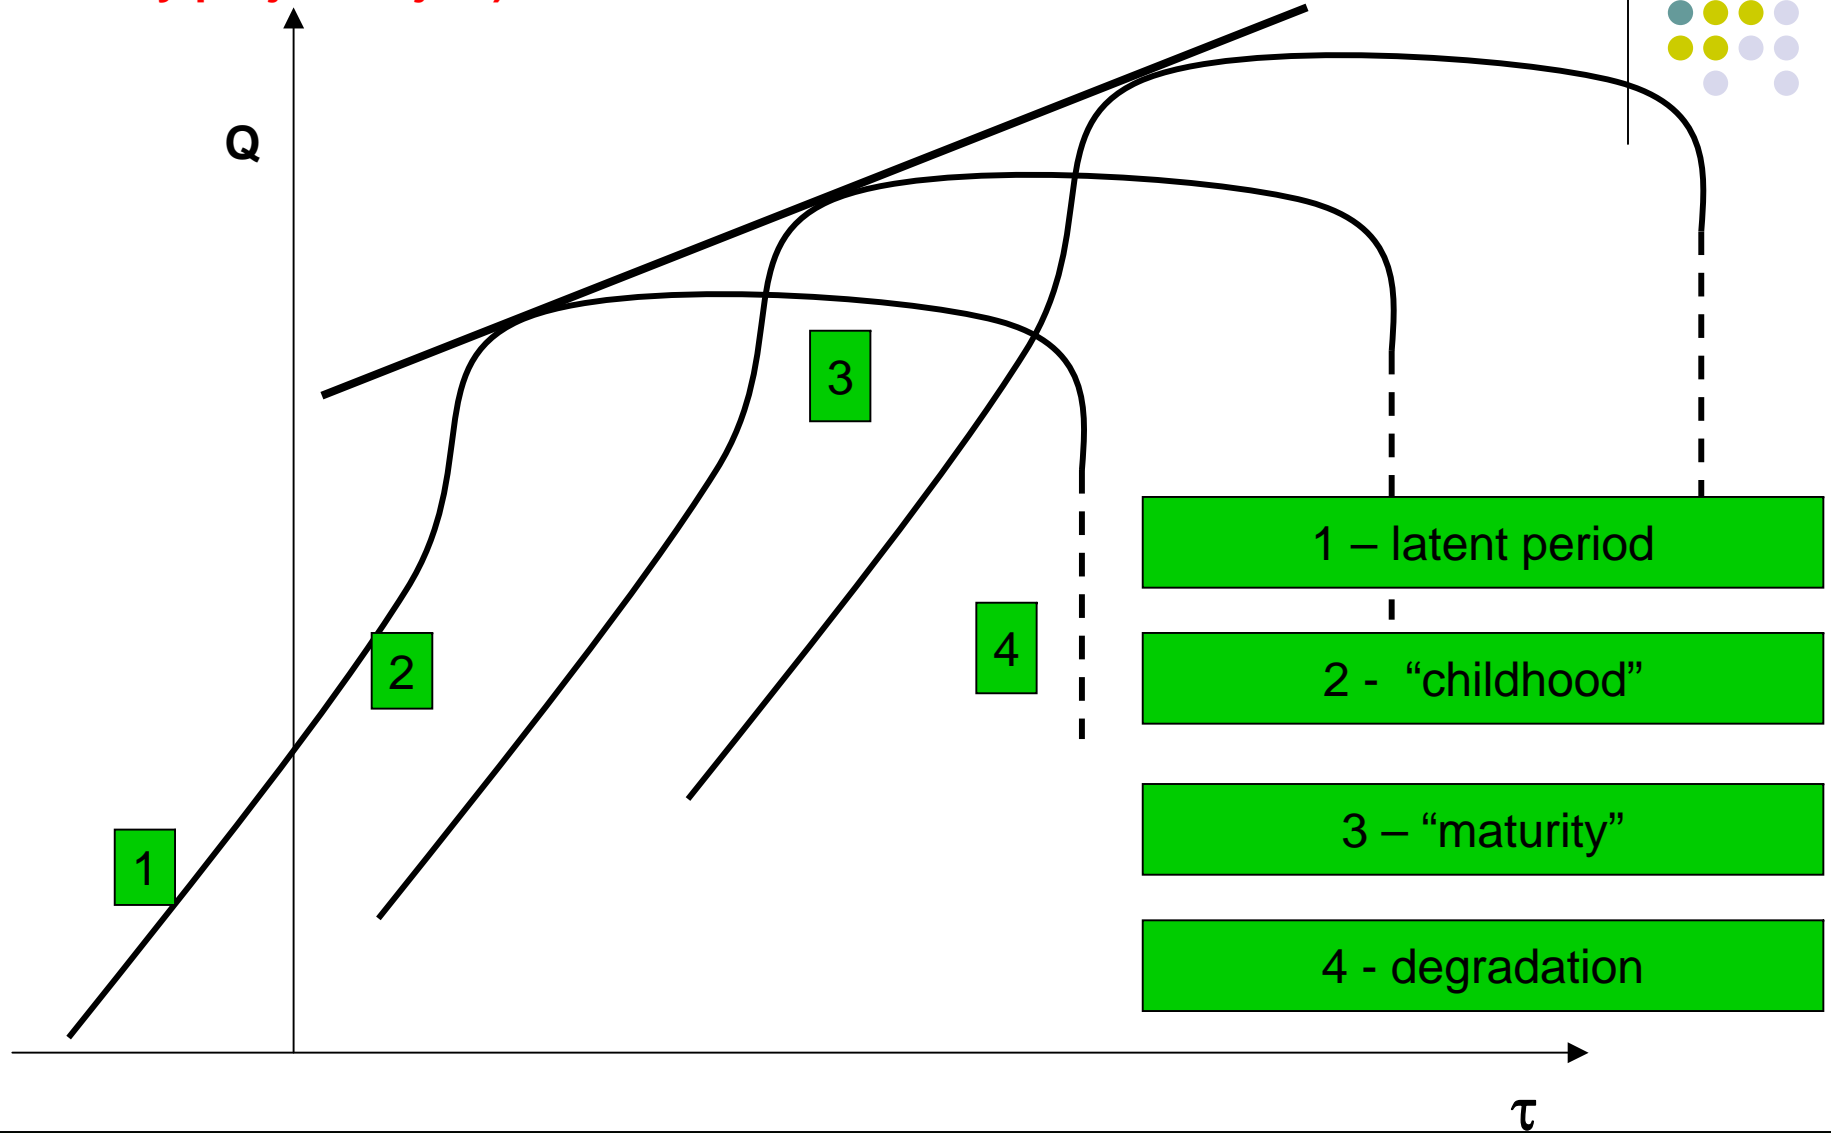 Q
3
1 – latent period
4
2
2 - “childhood”
3 – “maturity”
1
4 - degradation
τ